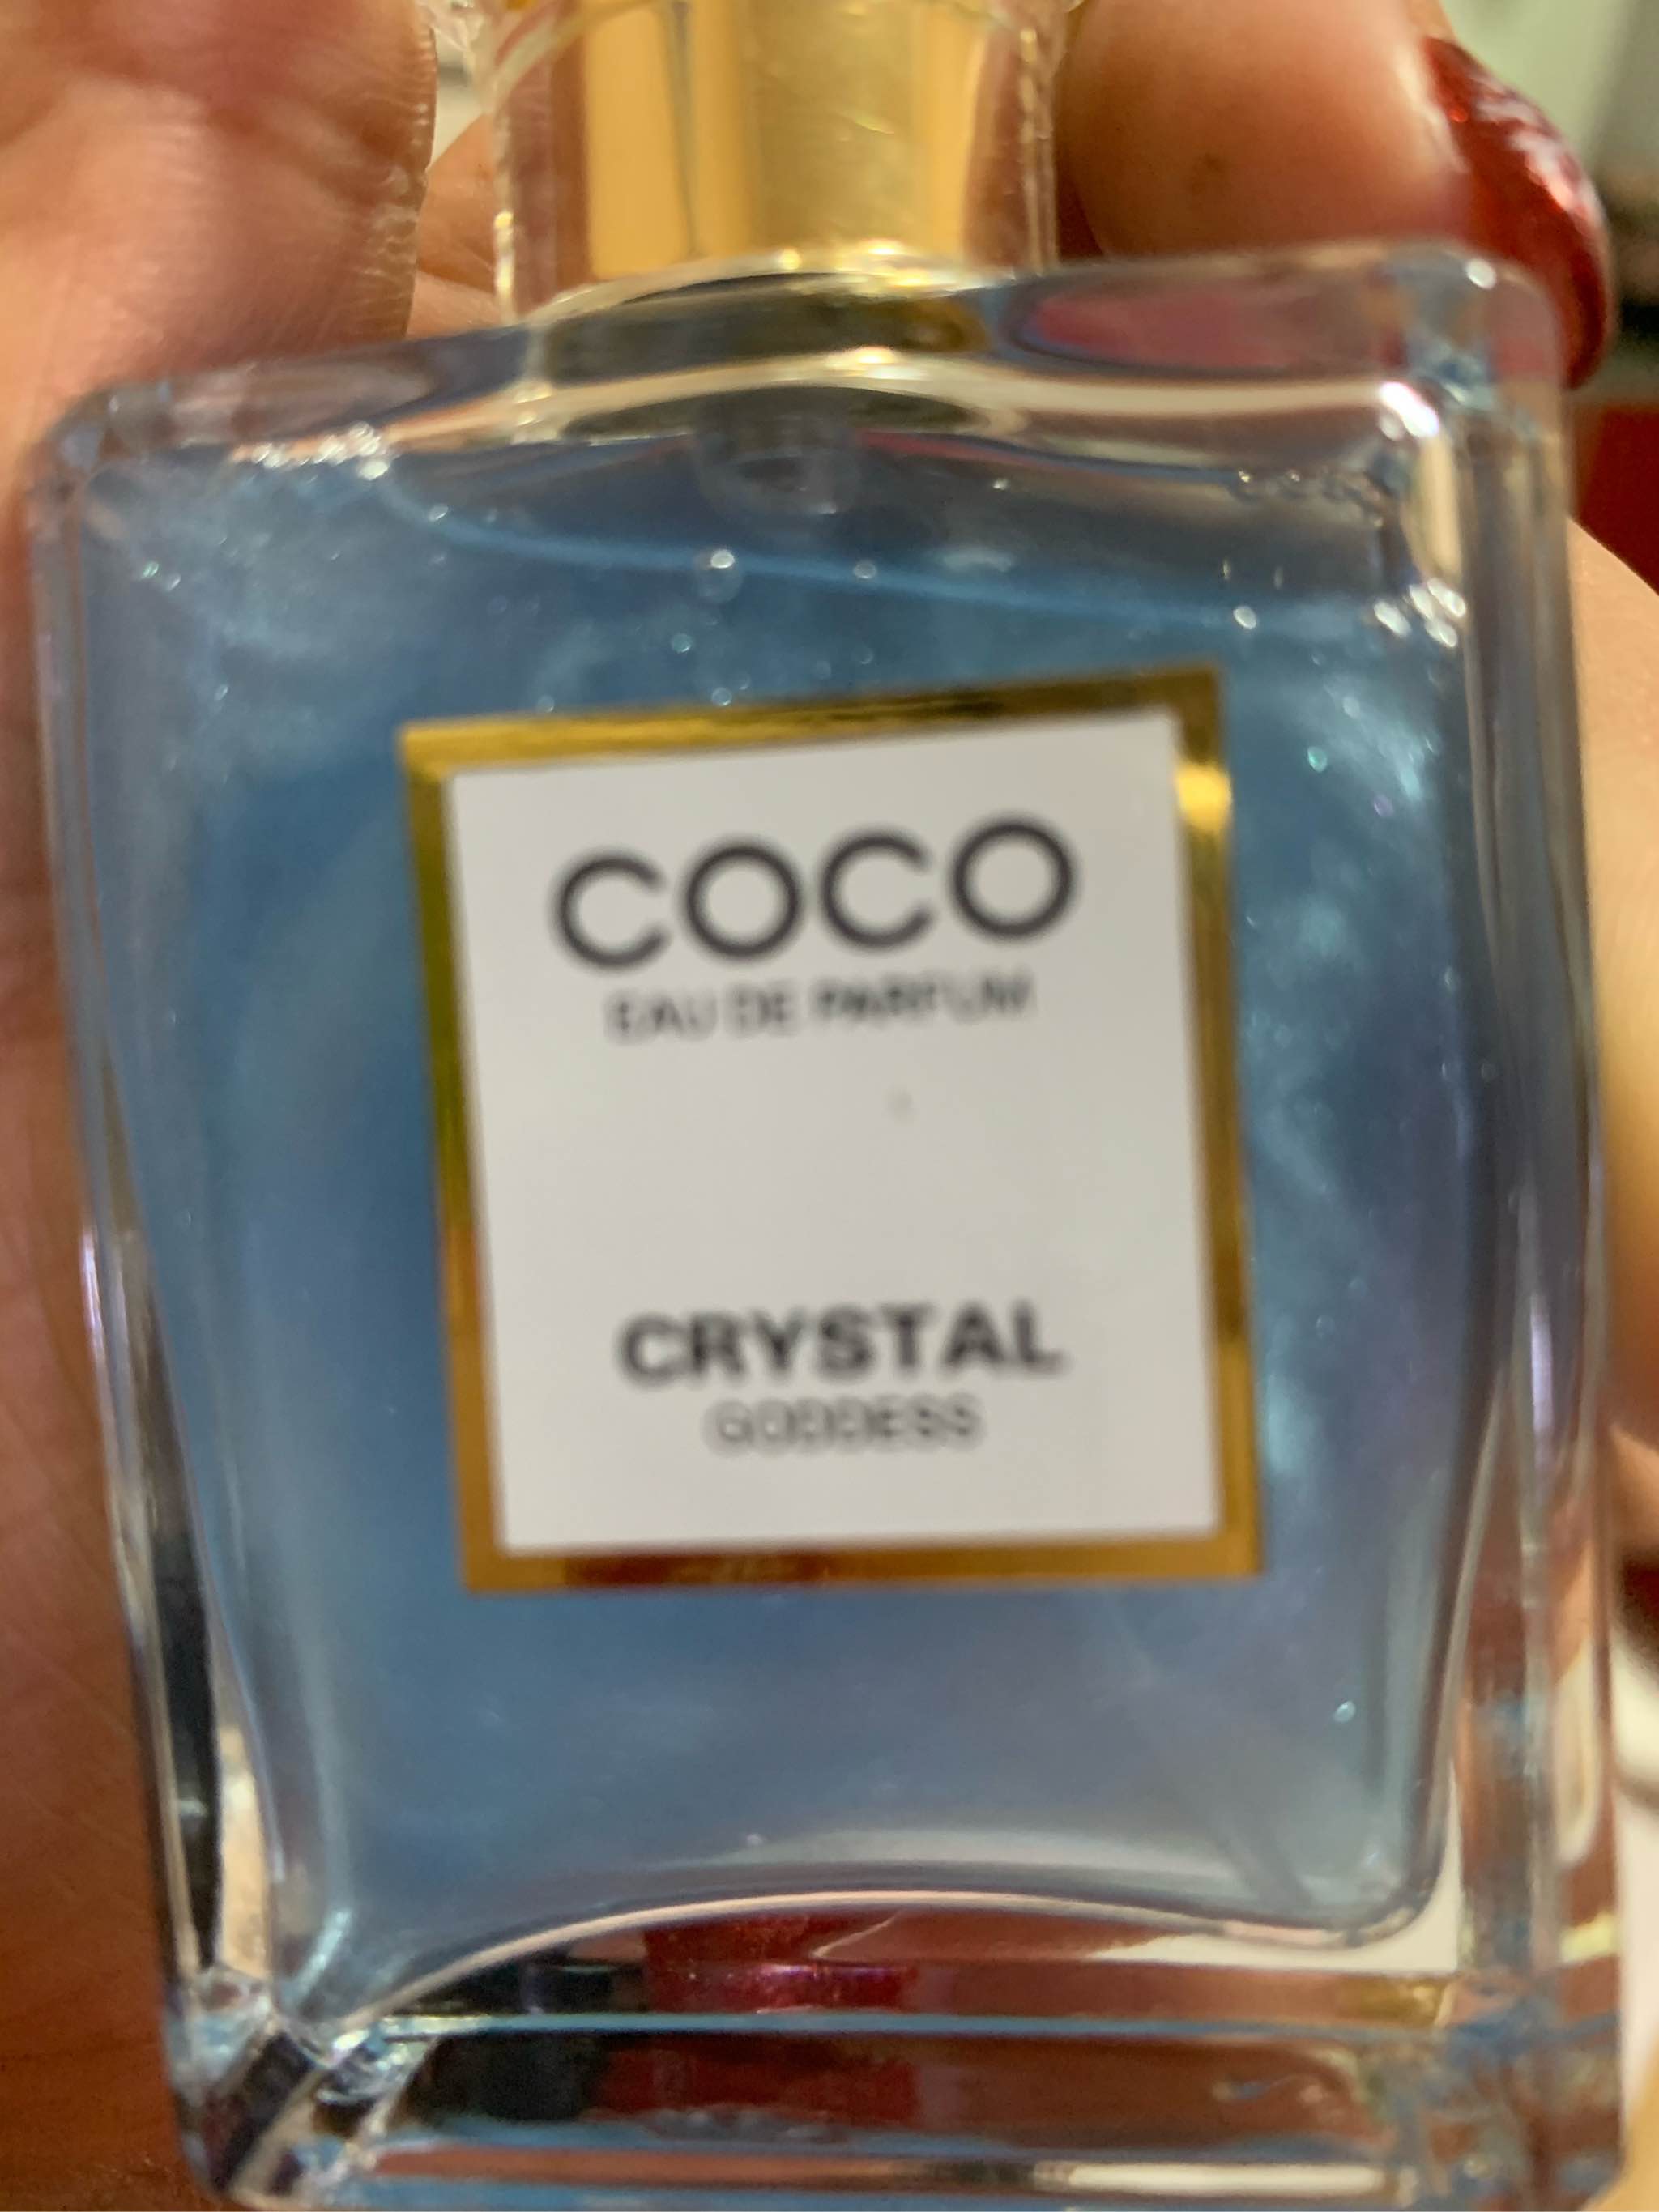 COCO
EAU DE PARFUM
CRYSTAL
GODDESS